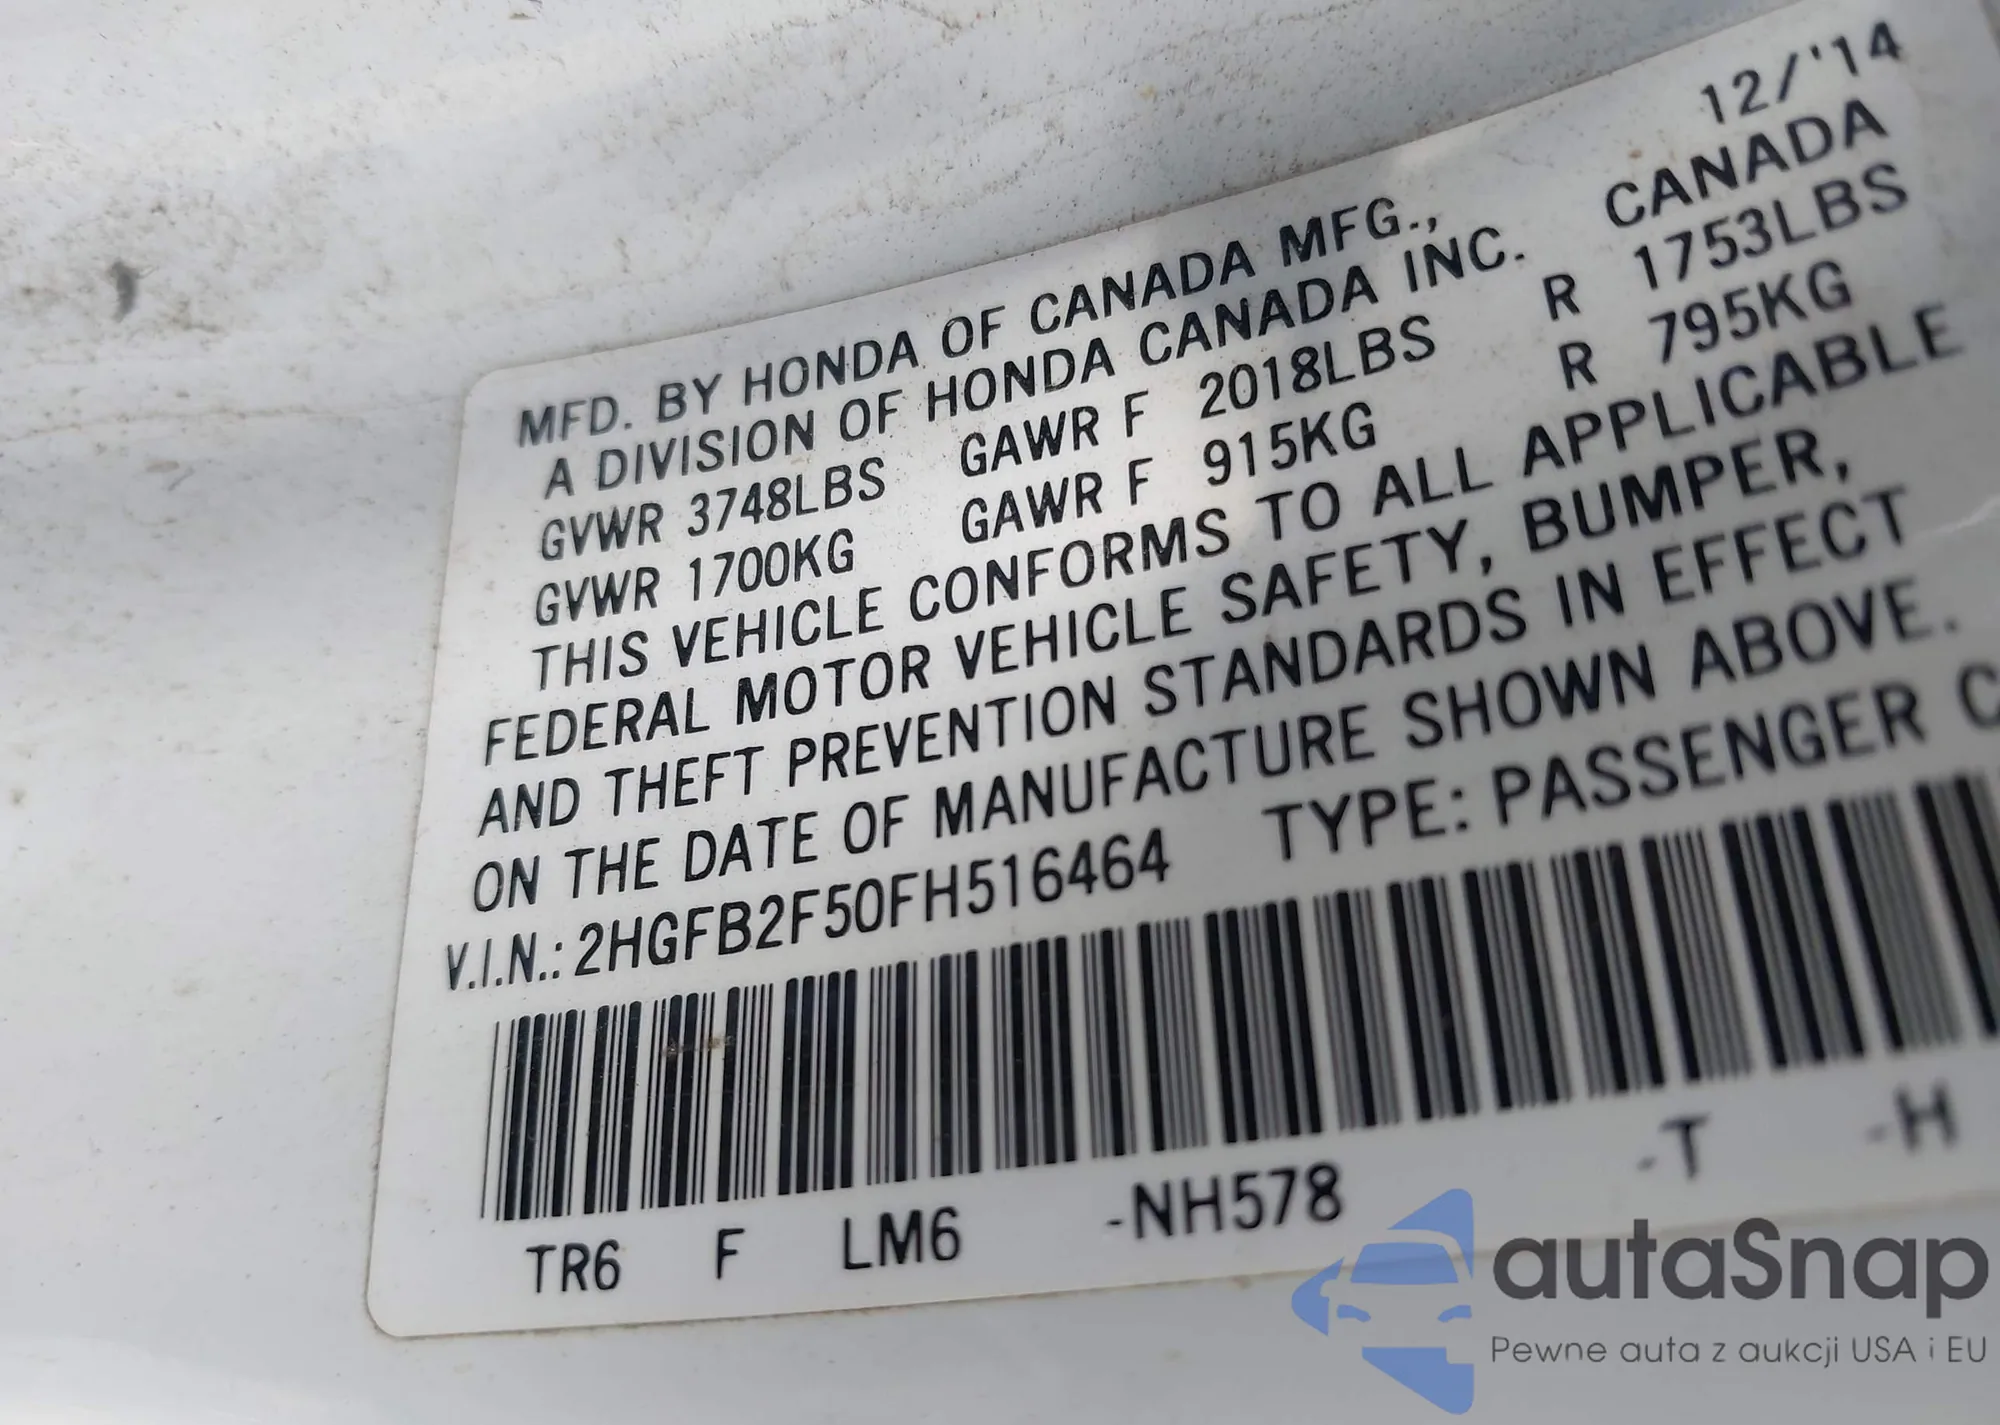 12/'14
MFD. BY HONDA OF CANADA MFG.,
A DIVISION OF HONDA CANADA INC. CANADA
GVWR 3748LBS GAWR F 2018LBS R 1753LBS
GVWR 1700KG GAWR F 915KG R 795KG
THIS VEHICLE CONFORMS TO ALL APPLICABLE
FEDERAL MOTOR VEHICLE SAFETY, BUMPER,
AND THEFT PREVENTION STANDARDS IN EFFECT
ON THE DATE OF MANUFACTURE SHOWN ABOVE.
V.I.N.: 2HGFB2F50FH516464 TYPE: PASSENGER C
TR6 F LM6 -NH578 -T -H
autaSnap
Pewne auta z aukcji USA i EU